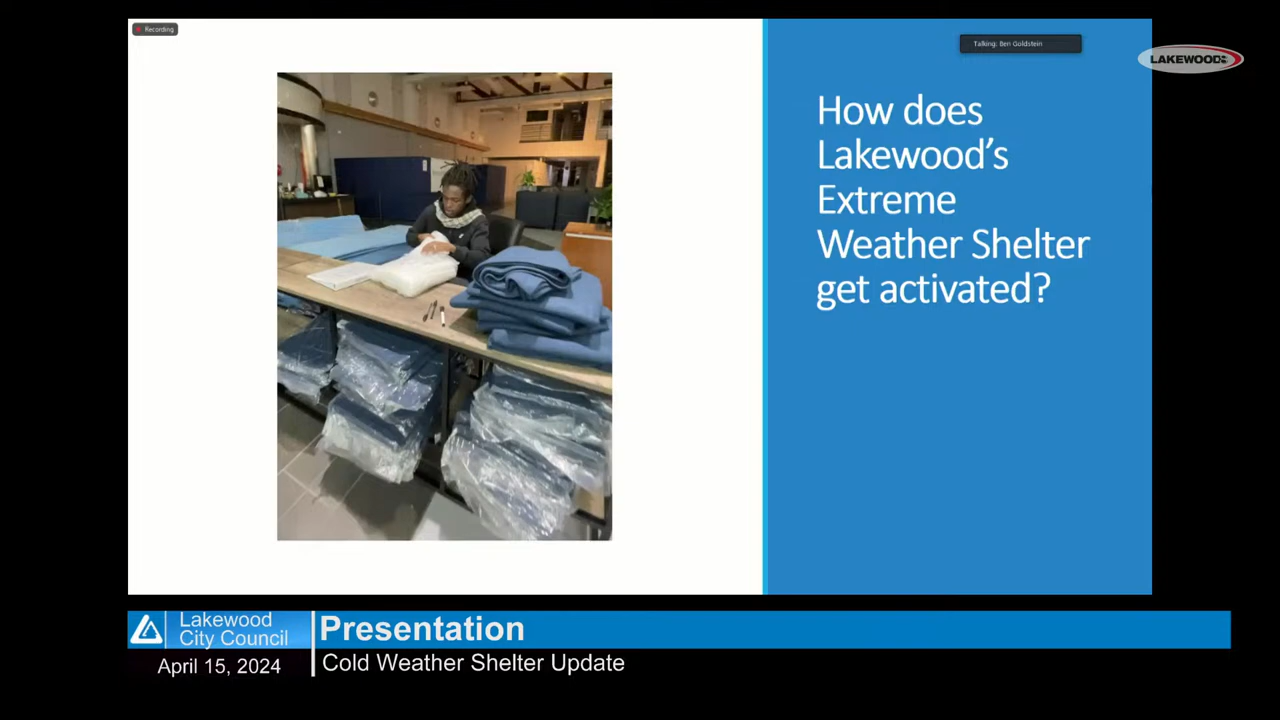 Recording
Talking: Ben Goldstein
LAKEWOOD
How does
Lakewood's
Extreme
Weather Shelter
get activated?
Lakewood
City Council
April 15, 2024
Presentation
Cold Weather Shelter Update